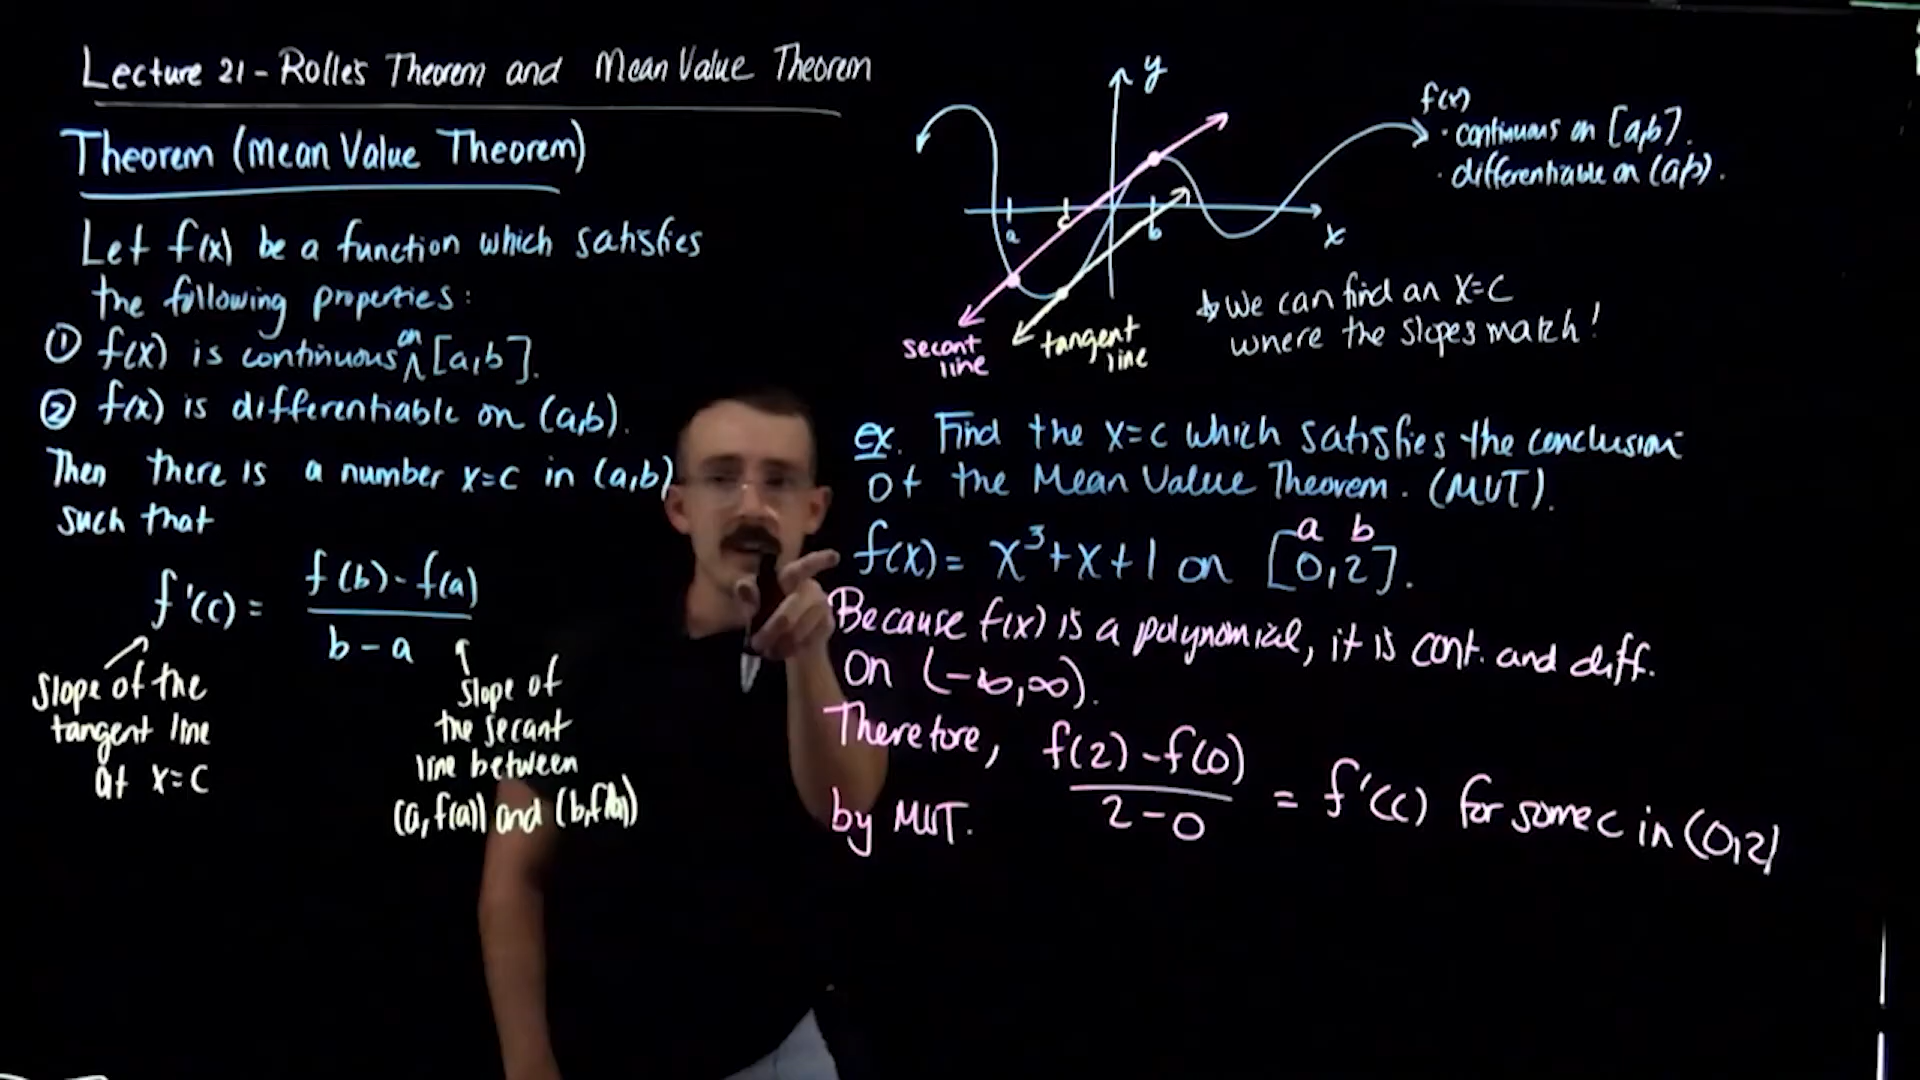 Lecture 21 - Rolle's Theorem and Mean Value Theorem
Theorem (Mean Value Theorem)
Let f(x) be a function which satisfies
the following properties:
① f(x) is continuous on ^ [a,b].
② f(x) is differentiable on (a,b).
Then there is a number x=c in (a,b)
such that
f'(c) = f(b) - f(a) / b - a
slope of the
tangent line
at x=c
slope of
the secant
line between
(a, f(a)) and (b, f(b))
y
x
a
c
b
secant
line
tangent
line
f(x)
· continuous on [a,b].
· differentiable on (a,b).
We can find an x=c
where the slopes match!
ex. Find the x=c which satisfies the conclusion
of the Mean Value Theorem. (MVT).
a b
f(x) = x³+x+1 on [0,2].
Because f(x) is a polynomial, it is cont. and diff.
on (-∞,∞).
Therefore,
by MVT.
f(2) - f(0) / 2-0 = f'(c) for some c in (0,2)